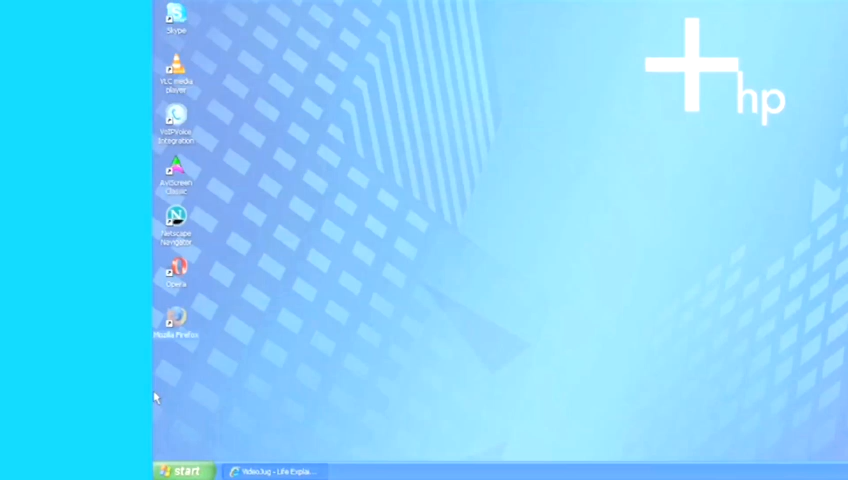 Skype
hp
VLC media
player
VoIPVoice
Integration
AviScreen
Classic
Netscape
Navigator
Opera
Mozilla Firefox
start
VideoJug - Life Explai...